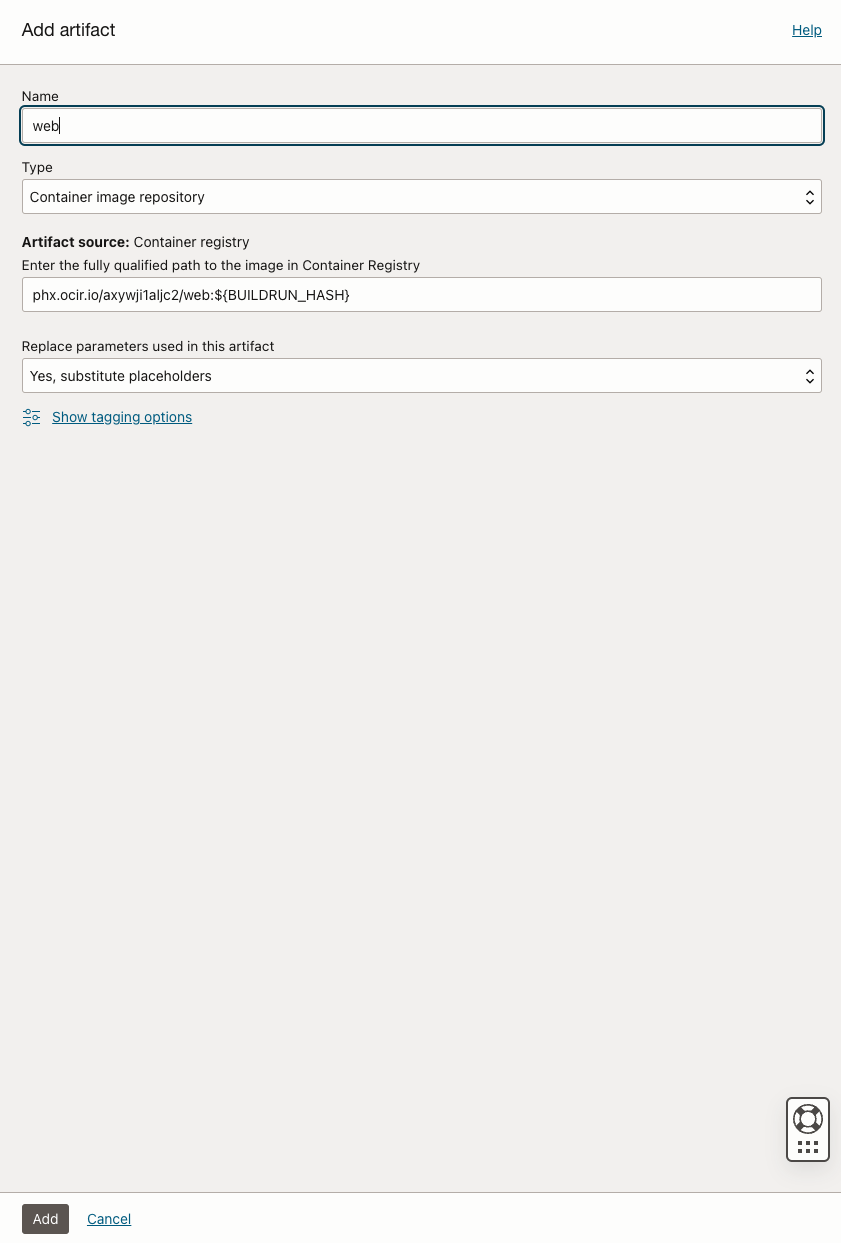 Add artifact
Help
Name
web
Type
Container image repository
Artifact source: Container registry
Enter the fully qualified path to the image in Container Registry
phx.ocir.io/axywji1aljc2/web:${BUILDRUN_HASH}
Replace parameters used in this artifact
Yes, substitute placeholders
Show tagging options
Add
Cancel